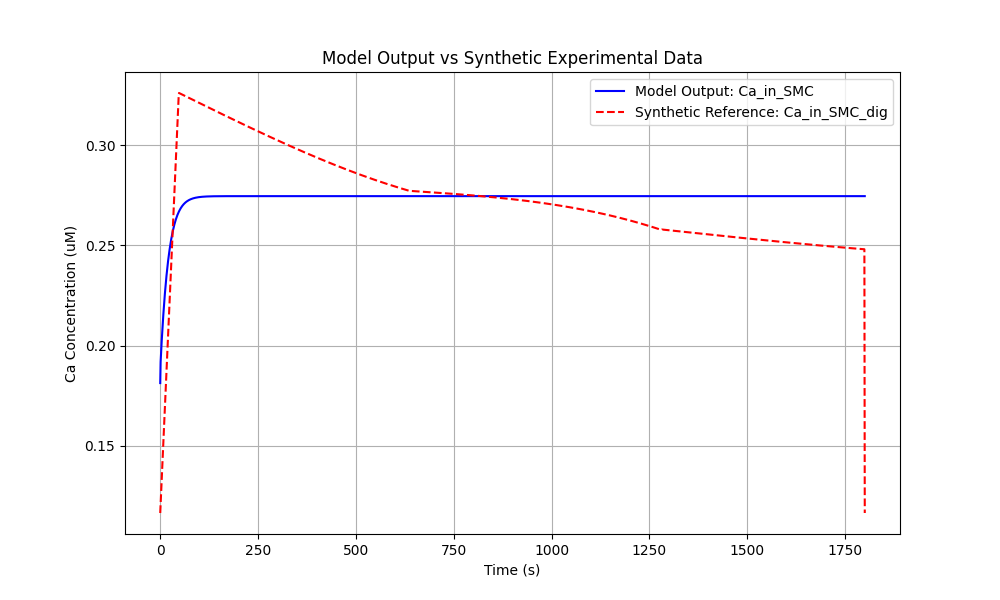 Model Output vs Synthetic Experimental Data
Model Output: Ca_in_SMC
Synthetic Reference: Ca_in_SMC_dig
Ca Concentration (uM)
0.30
0.25
0.20
0.15
0
250
500
750
1000
1250
1500
1750
Time (s)